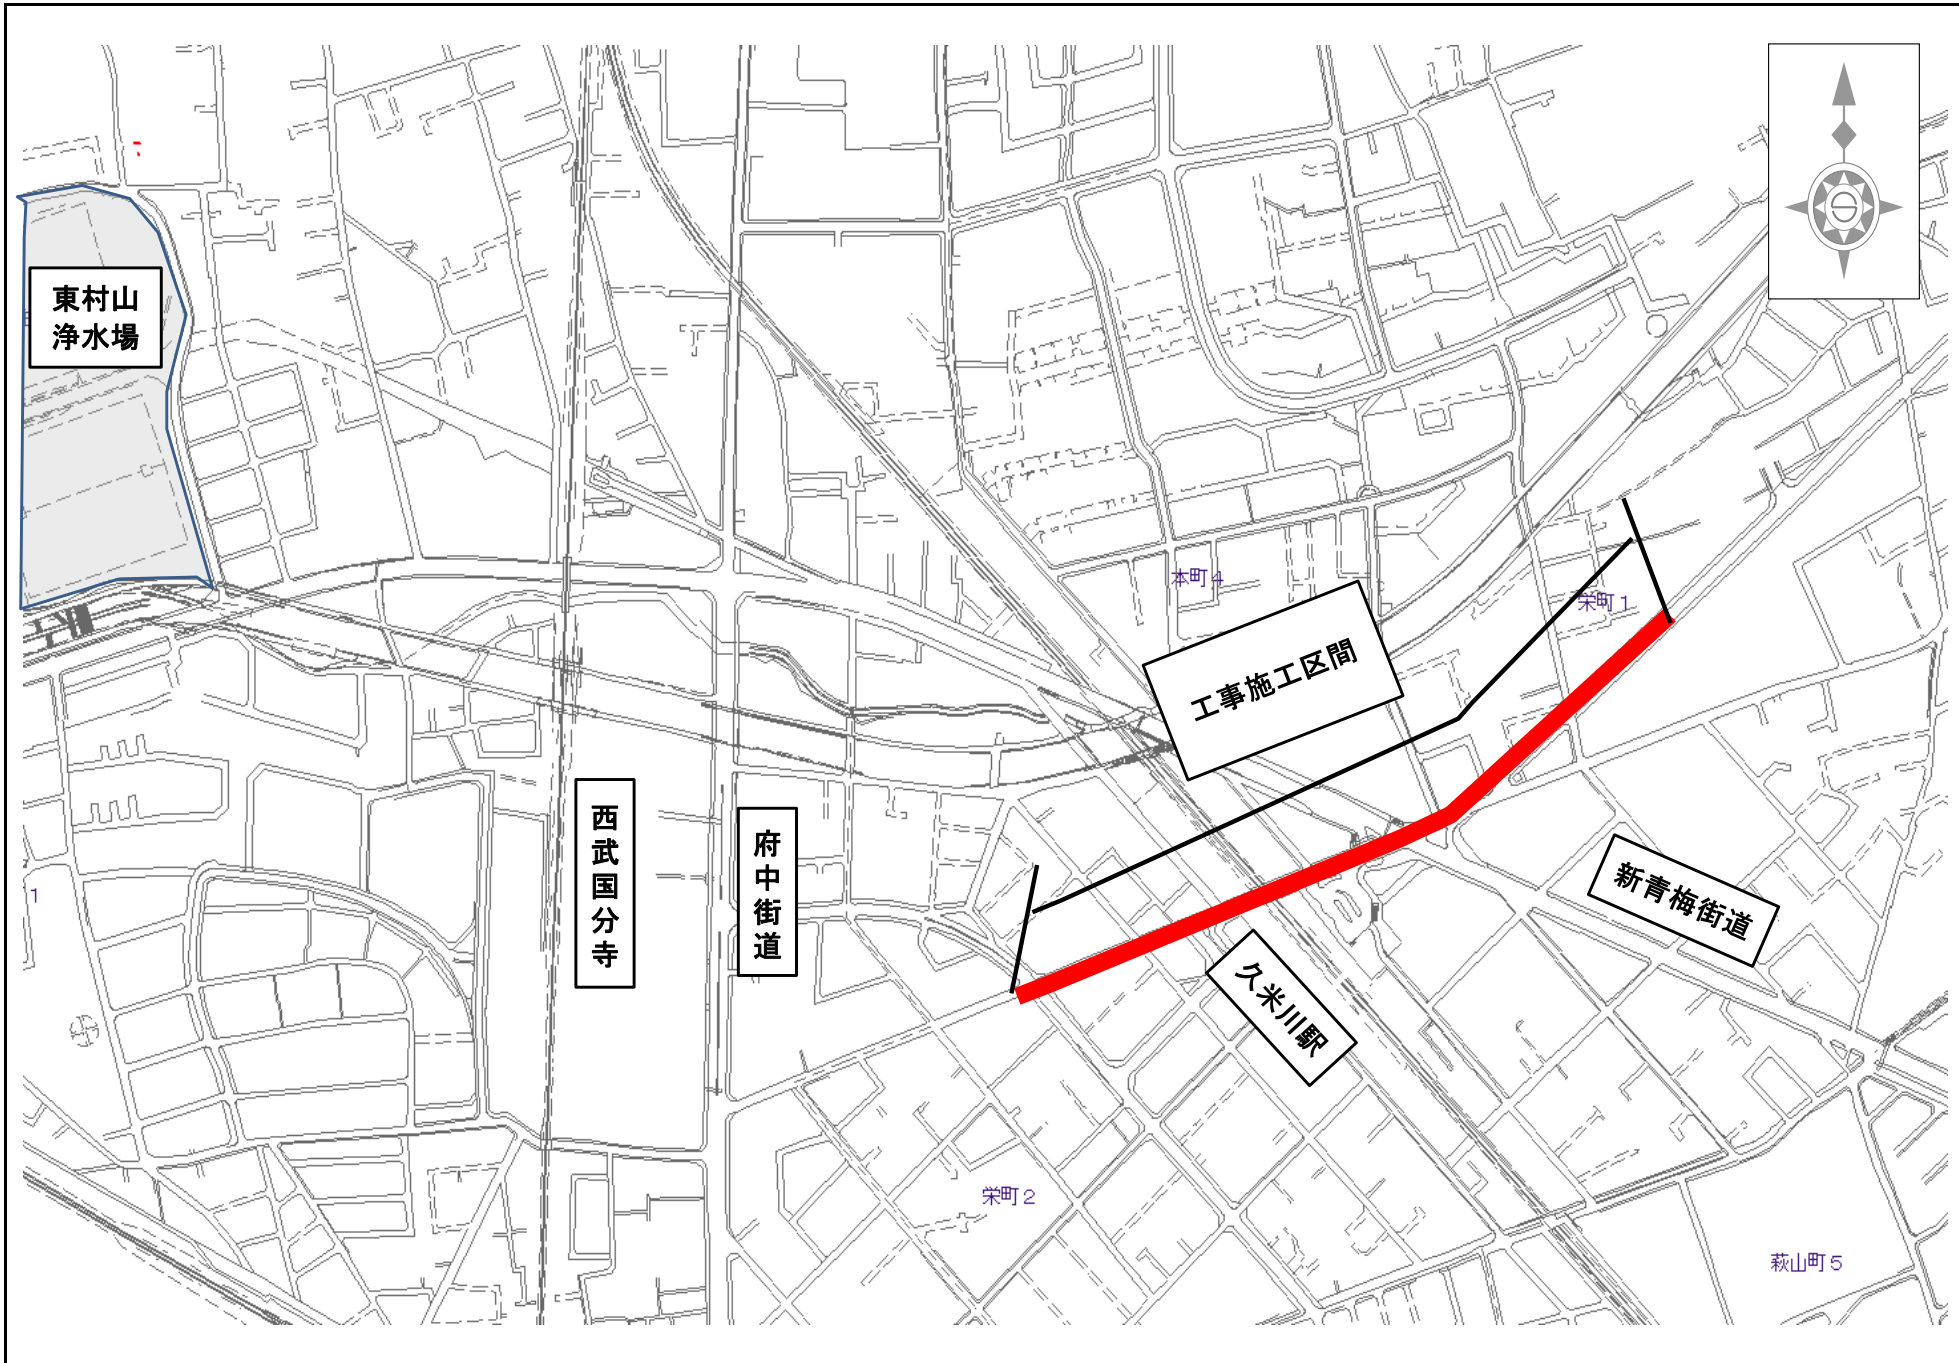 東村山
浄水場
本町４
栄町１
工事施工区間
西武国分寺
府中街道
新青梅街道
久米川駅
1
栄町２
萩山町５